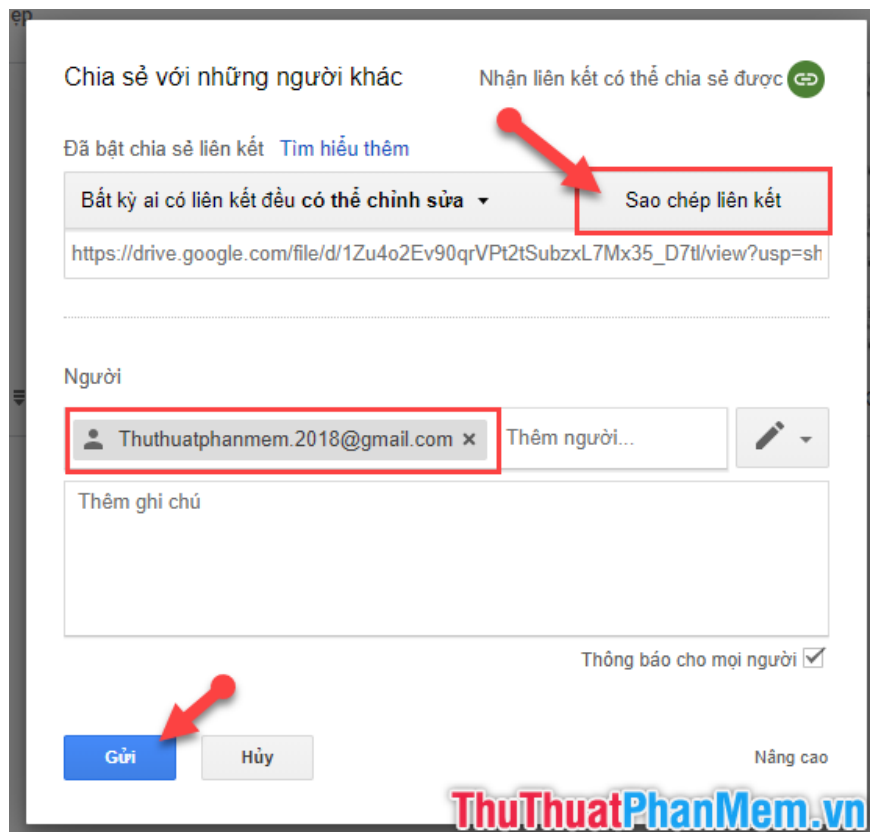 ẹp
Chia sẻ với những người khác
Nhận liên kết có thể chia sẻ được
Đã bật chia sẻ liên kết Tìm hiểu thêm
Bất kỳ ai có liên kết đều có thể chỉnh sửa
Sao chép liên kết
https://drive.google.com/file/d/1Zu4o2Ev90qrVPt2tSubzxL7Mx35_D7tl/view?usp=sh
Người
Thuthuatphanmem.2018@gmail.com
Thêm người...
Thêm ghi chú
Thông báo cho mọi người
Gửi
Hủy
Nâng cao
ThuThuatPhanMem.vn